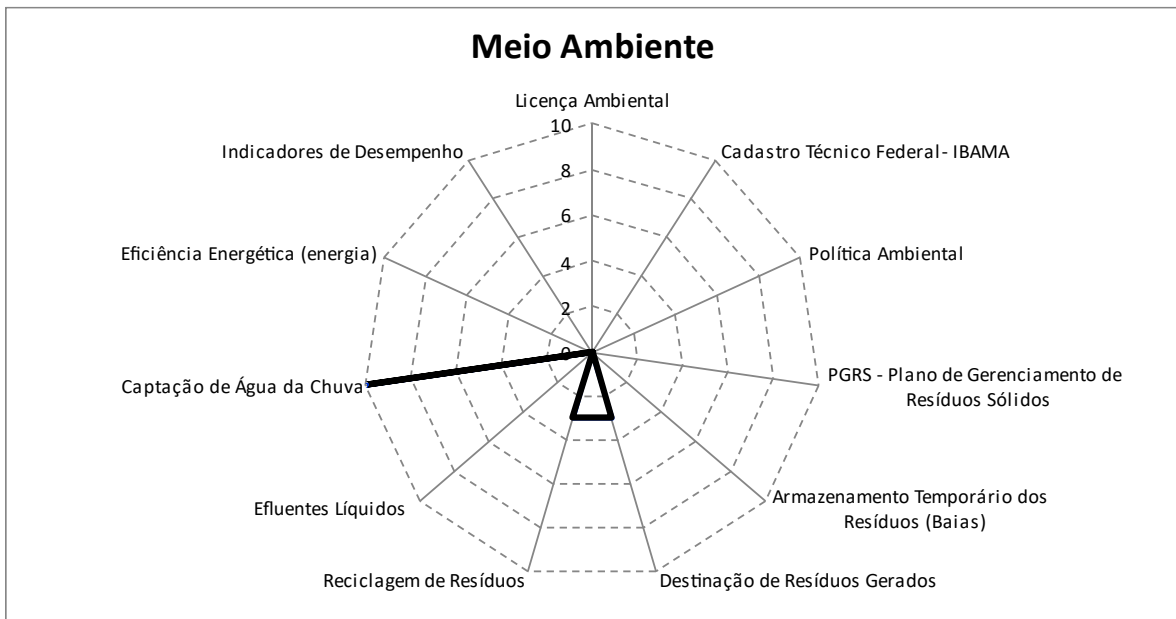 Meio Ambiente
Licença Ambiental
10
Indicadores de Desempenho
Cadastro Técnico Federal- IBAMA
8
6
Eficiência Energética (energia)
Política Ambiental
4
2
0
Captação de Água da Chuva
PGRS - Plano de Gerenciamento de
Resíduos Sólidos
Efluentes Líquidos
Armazenamento Temporário dos
Resíduos (Baias)
Reciclagem de Resíduos
Destinação de Resíduos Gerados